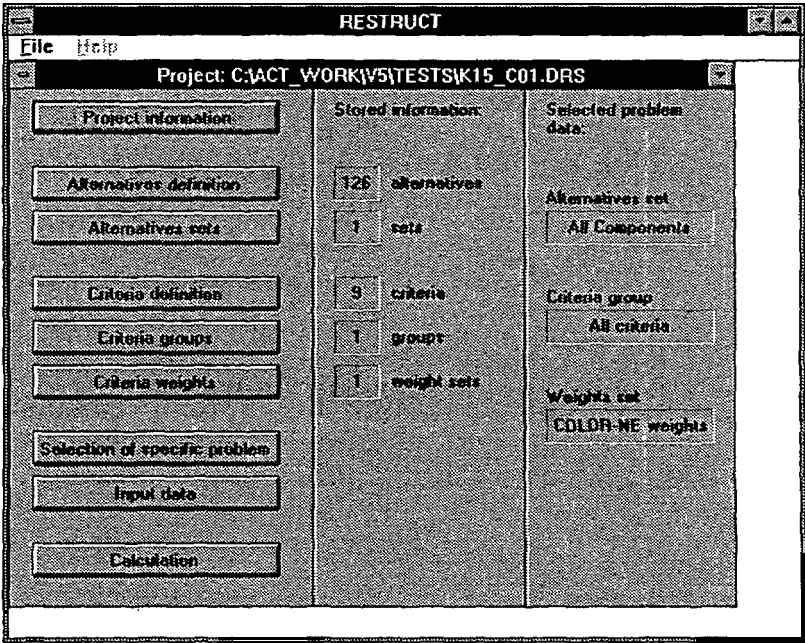 RESTRUCT
File Help
Project: C:\ACT_WORK\V5\TESTS\K15_C01.DRS
Project information
Stored information:
Selected problem
data:
Alternatives definition
126 alternatives
Alternatives set
Alternatives sets
1 sets
All Components
Criteria definition
9 criteria
Criteria group
Criteria groups
1 groups
All criteria
Criteria weights
1 weight sets
Weights set
COLOR-NE weights
Selection of specific problem
Input data
Calculation